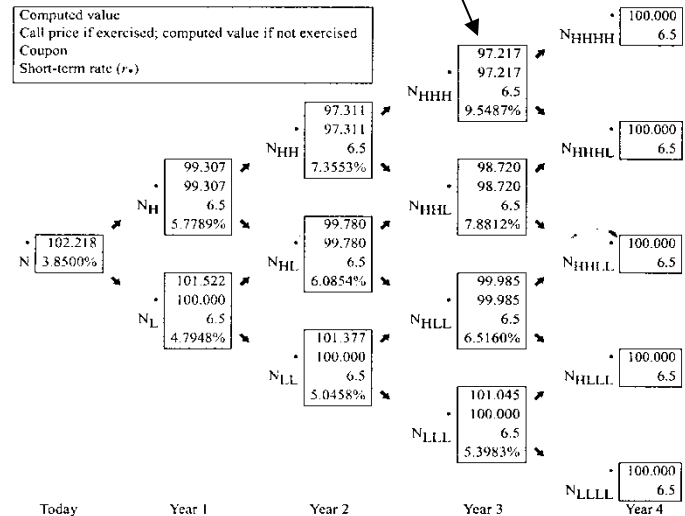 Computed value
Call price if exercised; computed value if not exercised
Coupon
Short-term rate (r*)
N
102.218
3.8500%
NH
99.307
99.307
6.5
5.7789%
NL
101.522
100.000
6.5
4.7948%
NHH
97.311
97.311
6.5
7.3553%
NHL
99.780
99.780
6.5
6.0854%
NLL
101.377
100.000
6.5
5.0458%
NHHH
97.217
97.217
6.5
9.5487%
NHHL
98.720
98.720
6.5
7.8812%
NHLL
99.985
99.985
6.5
6.5160%
NLLL
101.045
100.000
6.5
5.3983%
NHHHH
100.000
6.5
NHHHL
100.000
6.5
NHHLL
100.000
6.5
NHLLL
100.000
6.5
NLLLL
100.000
6.5
Today Year 1 Year 2 Year 3 Year 4